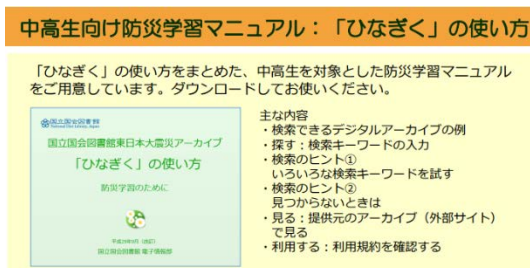 中高生向け防災学習マニュアル：「ひなぎく」の使い方
「ひなぎく」の使い方をまとめた、中高生を対象とした防災学習マニュアル
をご用意しています。ダウンロードしてお使いください。
国立国会図書館
National Diet Library, Japan
国立国会図書館東日本大震災アーカイブ
「ひなぎく」の使い方
防災学習のために
国立国会図書館 電子情報部
主な内容
・検索できるデジタルアーカイブの例
・探す：検索キーワードの入力
・検索のヒント①
いろいろな検索キーワードを試す
・検索のヒント②
見つからないときは
・見る：提供元のアーカイブ（外部サイト）
で見る
・利用する：利用規約を確認する